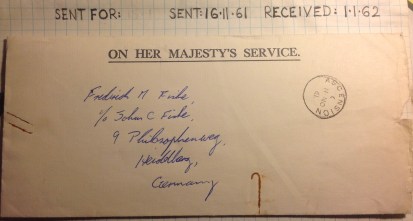 SENT FOR: SENT: 16·11·61 RECEIVED: 1·1·62
ON HER MAJESTY'S SERVICE.
Fredrick M Fiske,
c/o John C Fiske,
9 Philosophenweg,
Heidelberg,
Germany
ASCENSION